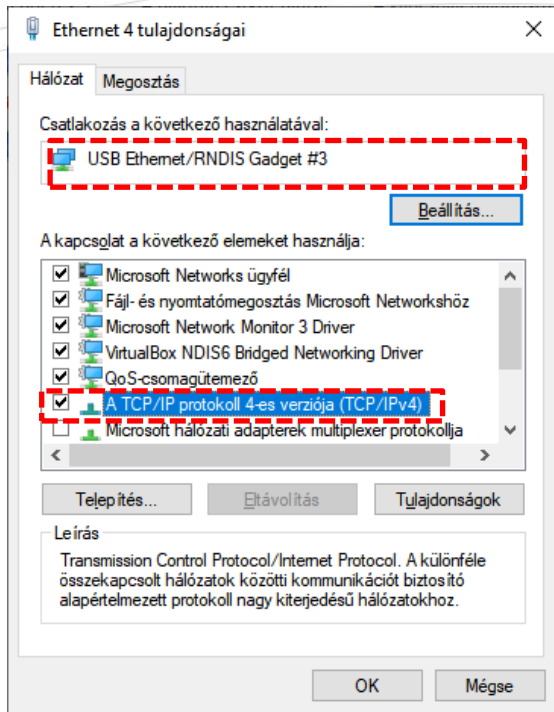 Ethernet 4 tulajdonságai
Hálózat
Megosztás
Csatlakozás a következő használatával:
USB Ethernet/RNDIS Gadget #3
Beállítás...
A kapcsolat a következő elemeket használja:
Microsoft Networks ügyfél
Fájl- és nyomtatómegosztás Microsoft Networkshöz
Microsoft Network Monitor 3 Driver
VirtualBox NDIS6 Bridged Networking Driver
QoS-csomagütemező
A TCP/IP protokoll 4-es verziója (TCP/IPv4)
Microsoft hálózati adapterek multiplexer protokollja
Telepítés...
Eltávolítás
Tulajdonságok
Leírás
Transmission Control Protocol/Internet Protocol. A különféle
összekapcsolt hálózatok közötti kommunikációt biztosító
alapértelmezett protokoll nagy kiterjedésű hálózatokhoz.
OK
Mégse